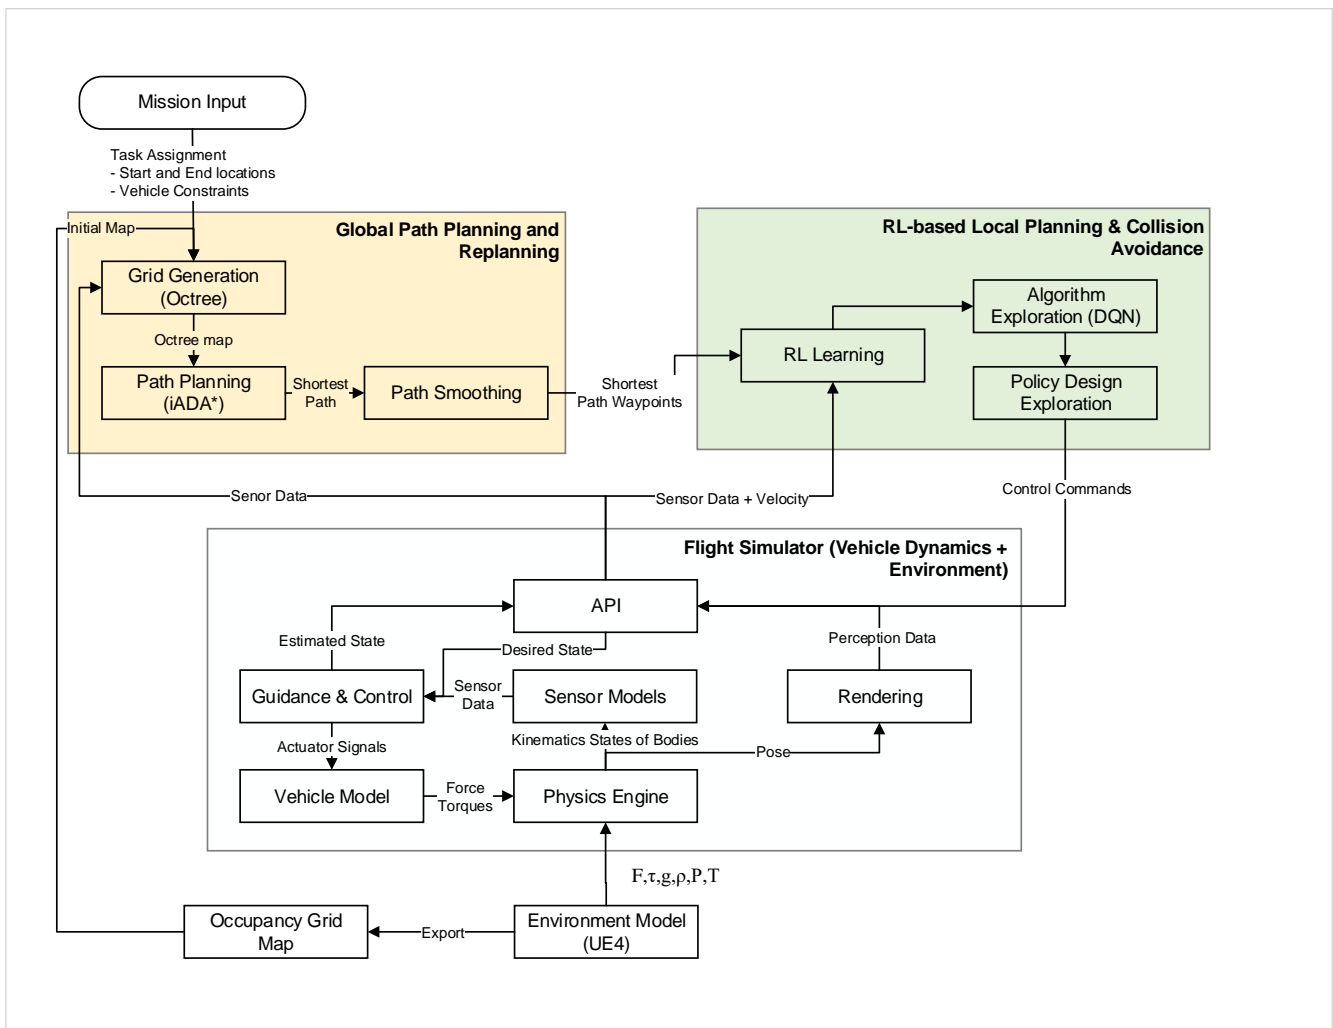 Mission Input
Task Assignment
- Start and End locations
- Vehicle Constraints
Initial Map
Global Path Planning and
Replanning
Grid Generation
(Octree)
Octree map
Path Planning
(iADA*)
Shortest
Path
Path Smoothing
Shortest
Path Waypoints
RL-based Local Planning & Collision
Avoidance
RL Learning
Algorithm
Exploration (DQN)
Policy Design
Exploration
Senor Data
Sensor Data + Velocity
Control Commands
Flight Simulator (Vehicle Dynamics +
Environment)
API
Estimated State
Desired State
Perception Data
Guidance & Control
Sensor
Data
Sensor Models
Rendering
Actuator Signals
Kinematics States of Bodies
Pose
Vehicle Model
Force
Torques
Physics Engine
F,τ,g,ρ,P,T
Occupancy Grid
Map
Export
Environment Model
(UE4)